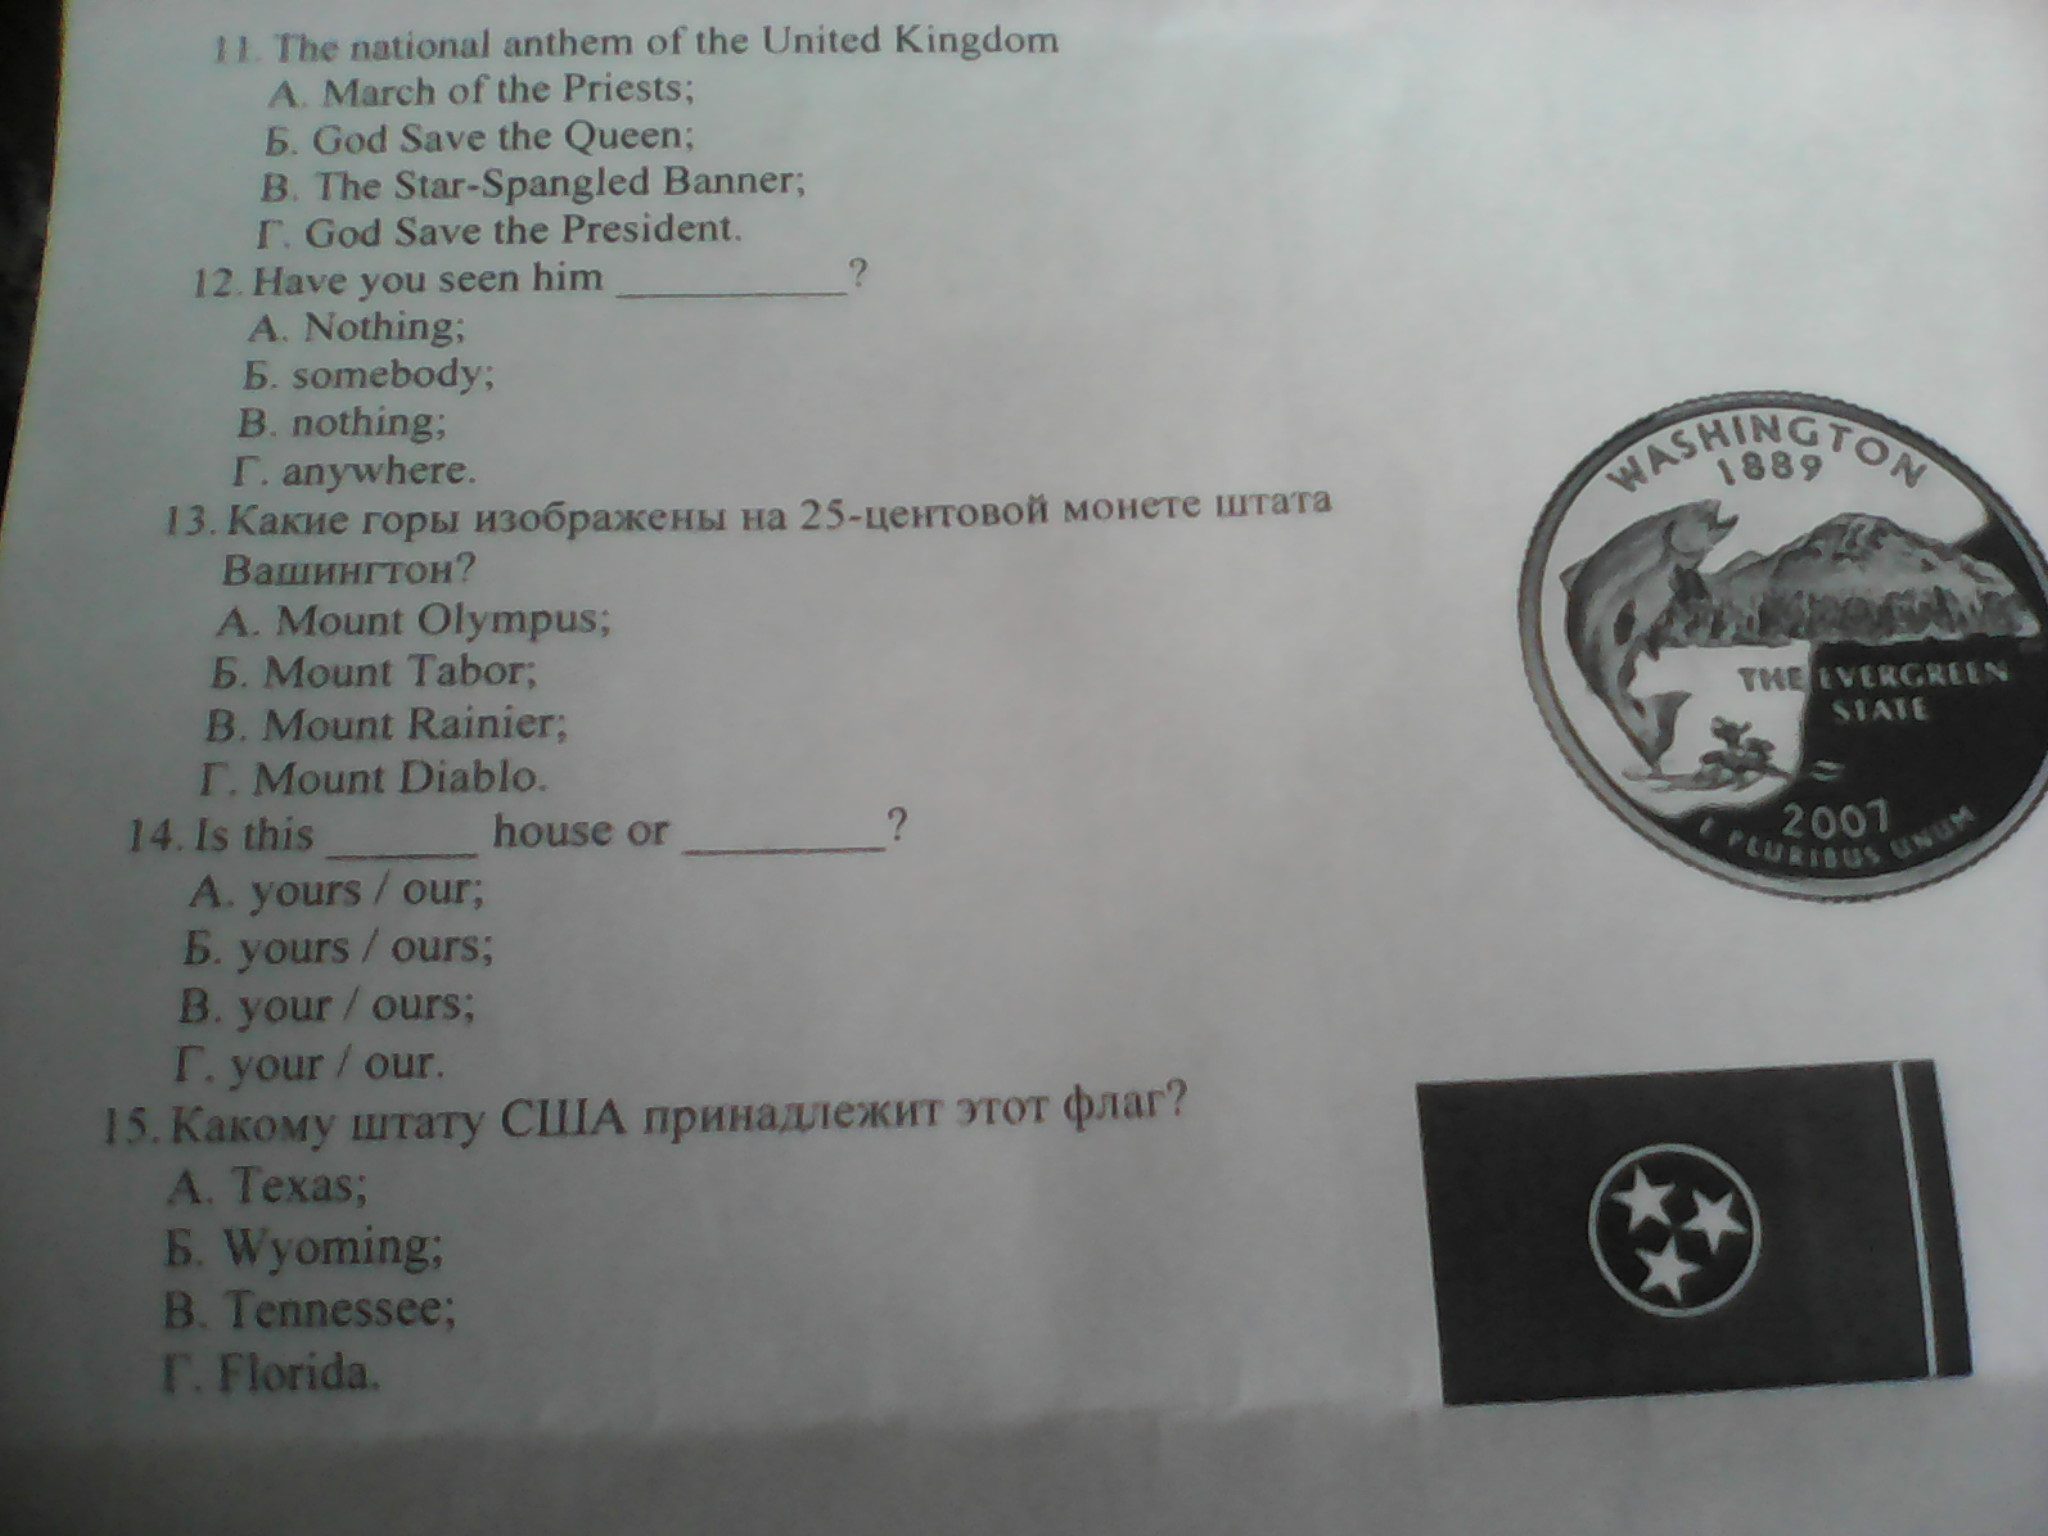 11. The national anthem of the United Kingdom
А. March of the Priests;
Б. God Save the Queen;
В. The Star-Spangled Banner;
Г. God Save the President.
12. Have you seen him __________?
А. Nothing;
Б. somebody;
В. nothing;
Г. anywhere.
13. Какие горы изображены на 25-центовой монете штата
Вашингтон?
А. Mount Olympus;
Б. Mount Tabor;
В. Mount Rainier;
Г. Mount Diablo.
14. Is this ______ house or ________?
А. yours / our;
Б. yours / ours;
В. your / ours;
Г. your / our.
15. Какому штату США принадлежит этот флаг?
А. Texas;
Б. Wyoming;
В. Tennessee;
Г. Florida.
WASHINGTON
1889
THE EVERGREEN
STATE
2007
E PLURIBUS UNUM